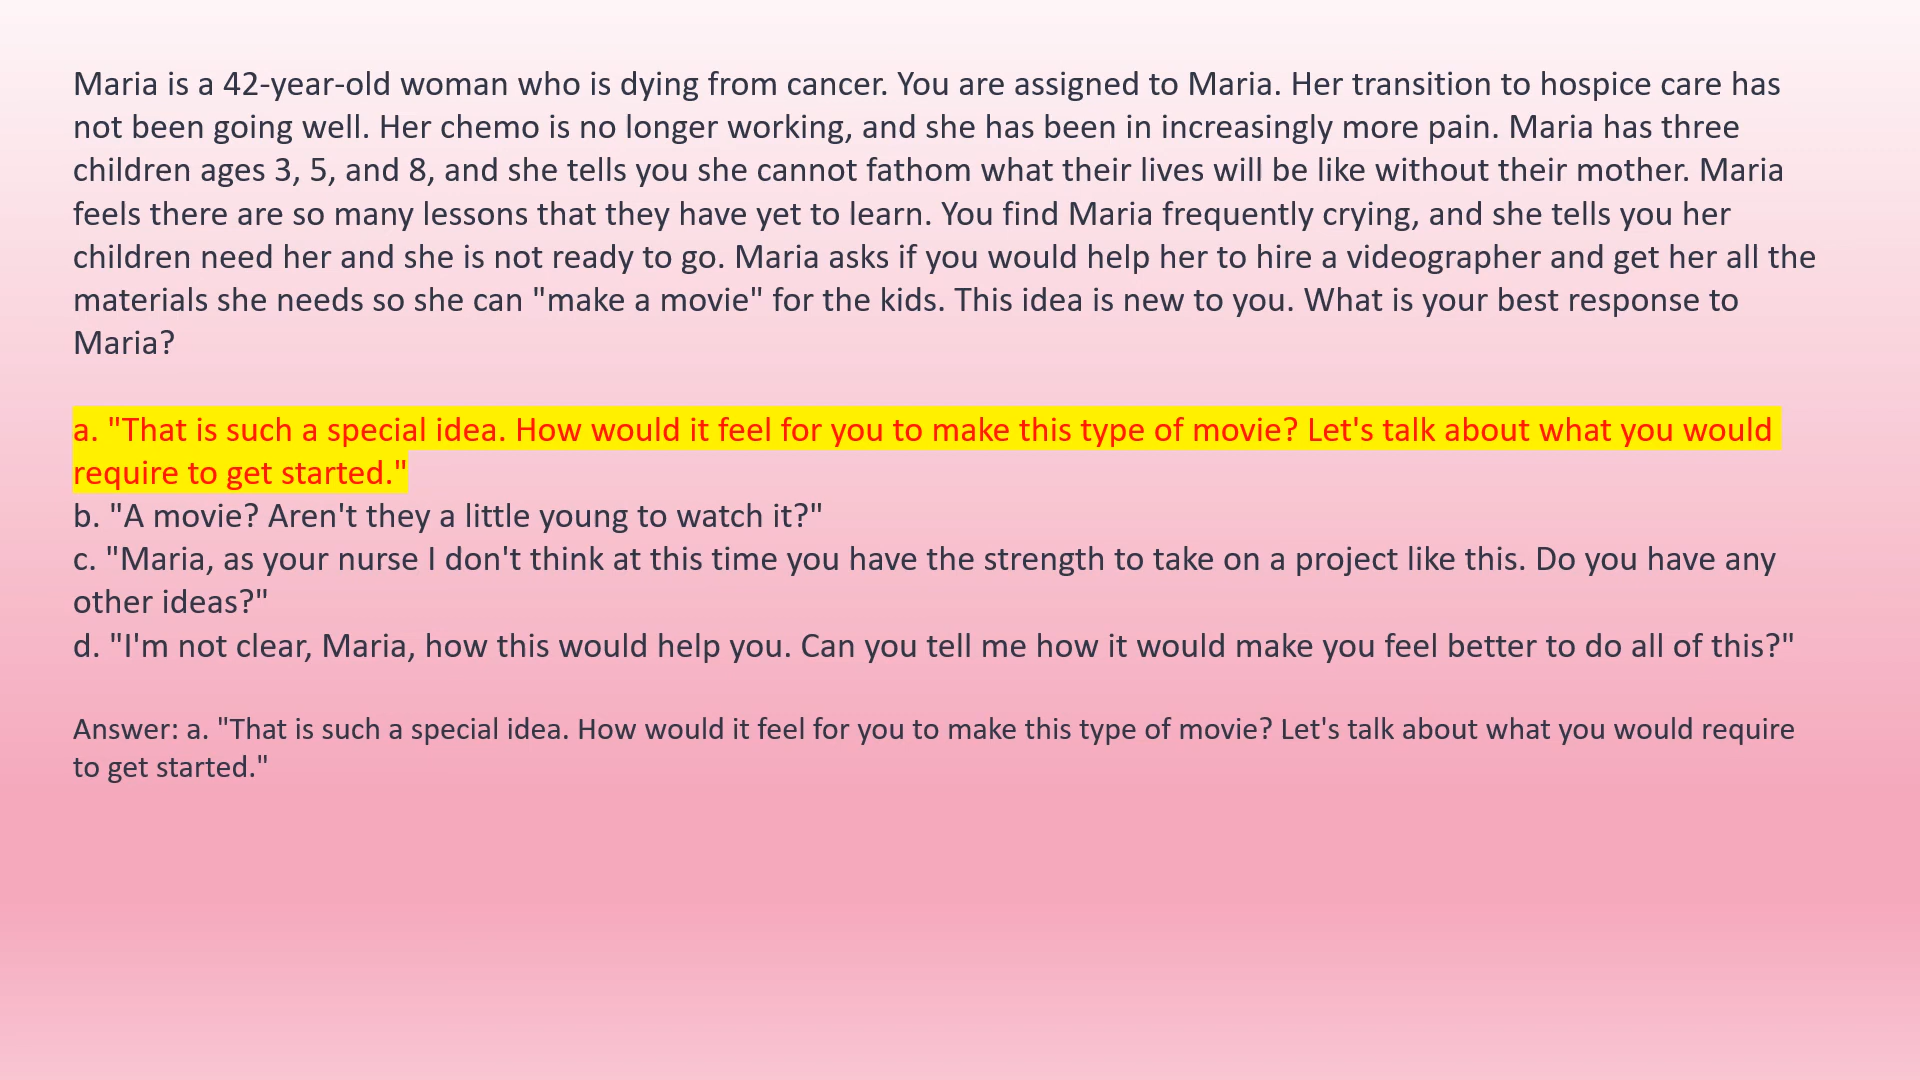 Maria is a 42-year-old woman who is dying from cancer. You are assigned to Maria. Her transition to hospice care has
not been going well. Her chemo is no longer working, and she has been in increasingly more pain. Maria has three
children ages 3, 5, and 8, and she tells you she cannot fathom what their lives will be like without their mother. Maria
feels there are so many lessons that they have yet to learn. You find Maria frequently crying, and she tells you her
children need her and she is not ready to go. Maria asks if you would help her to hire a videographer and get her all the
materials she needs so she can "make a movie" for the kids. This idea is new to you. What is your best response to
Maria?
a. "That is such a special idea. How would it feel for you to make this type of movie? Let's talk about what you would
require to get started."
b. "A movie? Aren't they a little young to watch it?"
c. "Maria, as your nurse I don't think at this time you have the strength to take on a project like this. Do you have any
other ideas?"
d. "I'm not clear, Maria, how this would help you. Can you tell me how it would make you feel better to do all of this?"
Answer: a. "That is such a special idea. How would it feel for you to make this type of movie? Let's talk about what you would require
to get started."